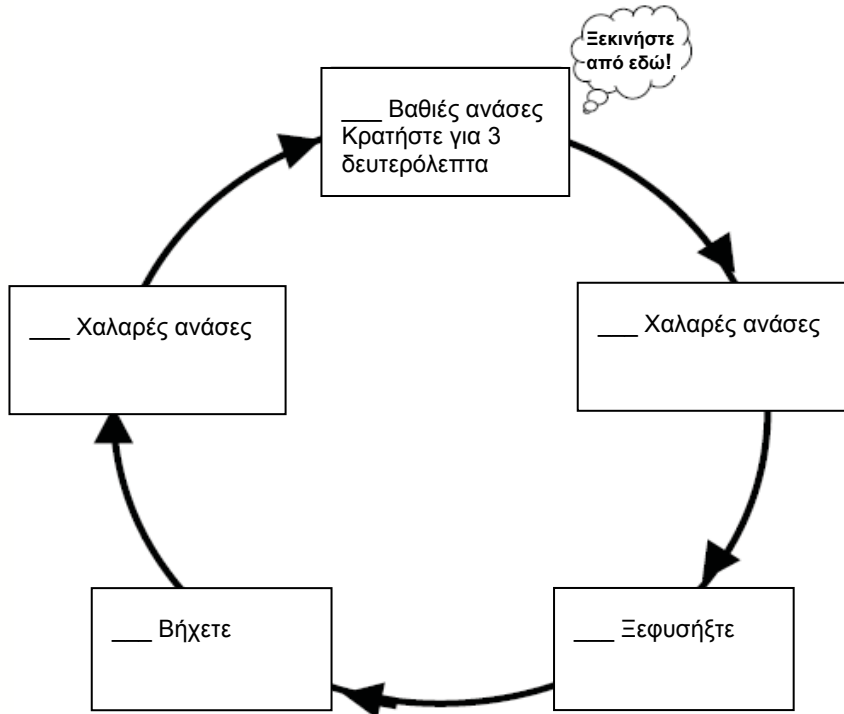 Ξεκινήστε
από εδώ!
___ Βαθιές ανάσες
Κρατήστε για 3
δευτερόλεπτα
___ Χαλαρές ανάσες
___ Ξεφυσήξτε
___ Βήχετε
___ Χαλαρές ανάσες